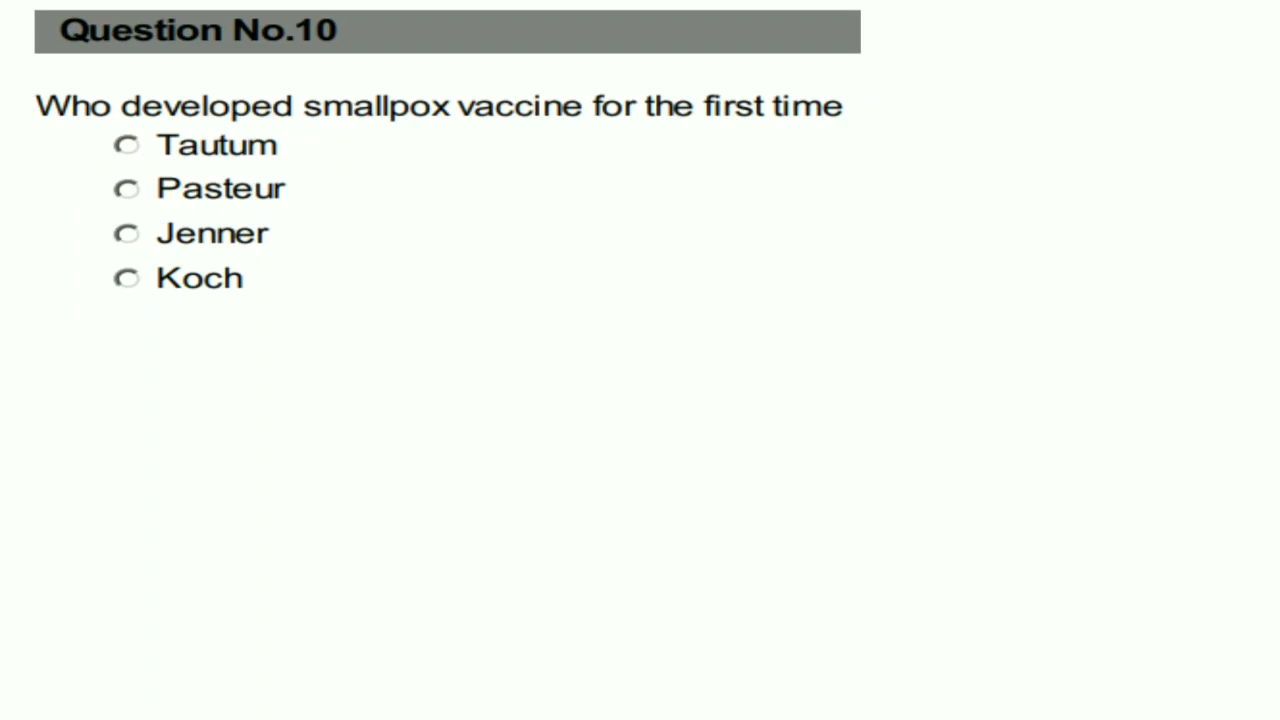 Question No.10
Who developed smallpox vaccine for the first time
Tautum
Pasteur
Jenner
Koch